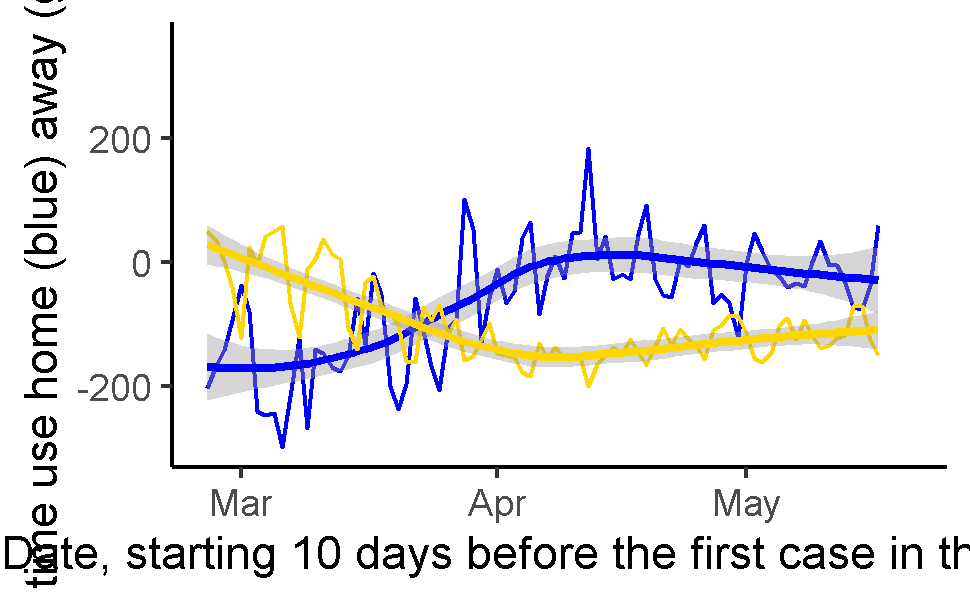 time use home (blue) away
200
0
-200
Mar Apr May
Date, starting 10 days before the first case in